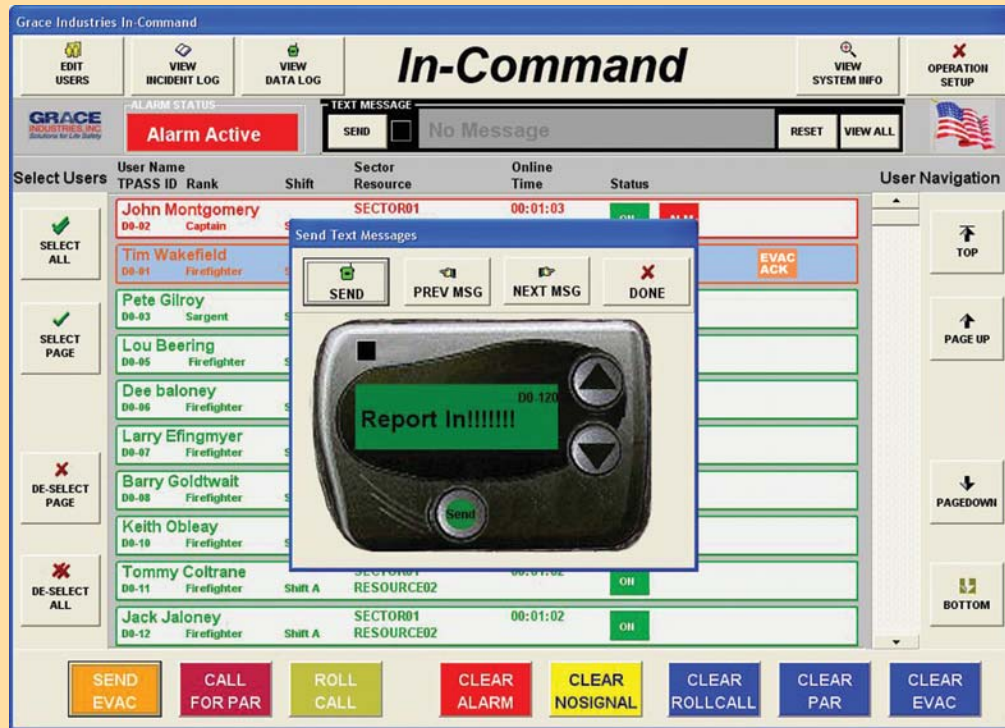 Grace Industries In-Command
EDIT
USERS
VIEW
INCIDENT LOG
VIEW
DATA LOG
In-Command
VIEW
SYSTEM INFO
OPERATION
SETUP
GRACE
INDUSTRIES, INC
Solutions for Life Safety
ALARM STATUS
Alarm Active
TEXT MESSAGE
SEND
No Message
RESET
VIEW ALL
Select Users
User Name
TPASS ID Rank
Shift
Sector
Resource
Online
Time
Status
User Navigation
SELECT
ALL
SELECT
PAGE
DE-SELECT
PAGE
DE-SELECT
ALL
John Montgomery SECTOR01 00:01:03
D0-02 Captain
Tim Wakefield
D0-01 Firefighter
EVAC
ACK
Pete Gilroy
D0-03 Sargent
Lou Beering
D0-05 Firefighter
Dee baloney
D0-06 Firefighter
Larry Efingmyer
D0-07 Firefighter
Barry Goldtwait
D0-08 Firefighter
Keith Obleay
D0-10 Firefighter
Tommy Coltrane
D0-11 Firefighter Shift A RESOURCE02 ON
Jack Jaloney SECTOR01 00:01:02
D0-12 Firefighter Shift A RESOURCE02 ON
Send Text Messages
SEND
PREV MSG
NEXT MSG
DONE
D0-120
Report In!!!!!!!
Send
TOP
PAGE UP
PAGEDOWN
BOTTOM
SEND
EVAC
CALL
FOR PAR
ROLL
CALL
CLEAR
ALARM
CLEAR
NOSIGNAL
CLEAR
ROLLCALL
CLEAR
PAR
CLEAR
EVAC